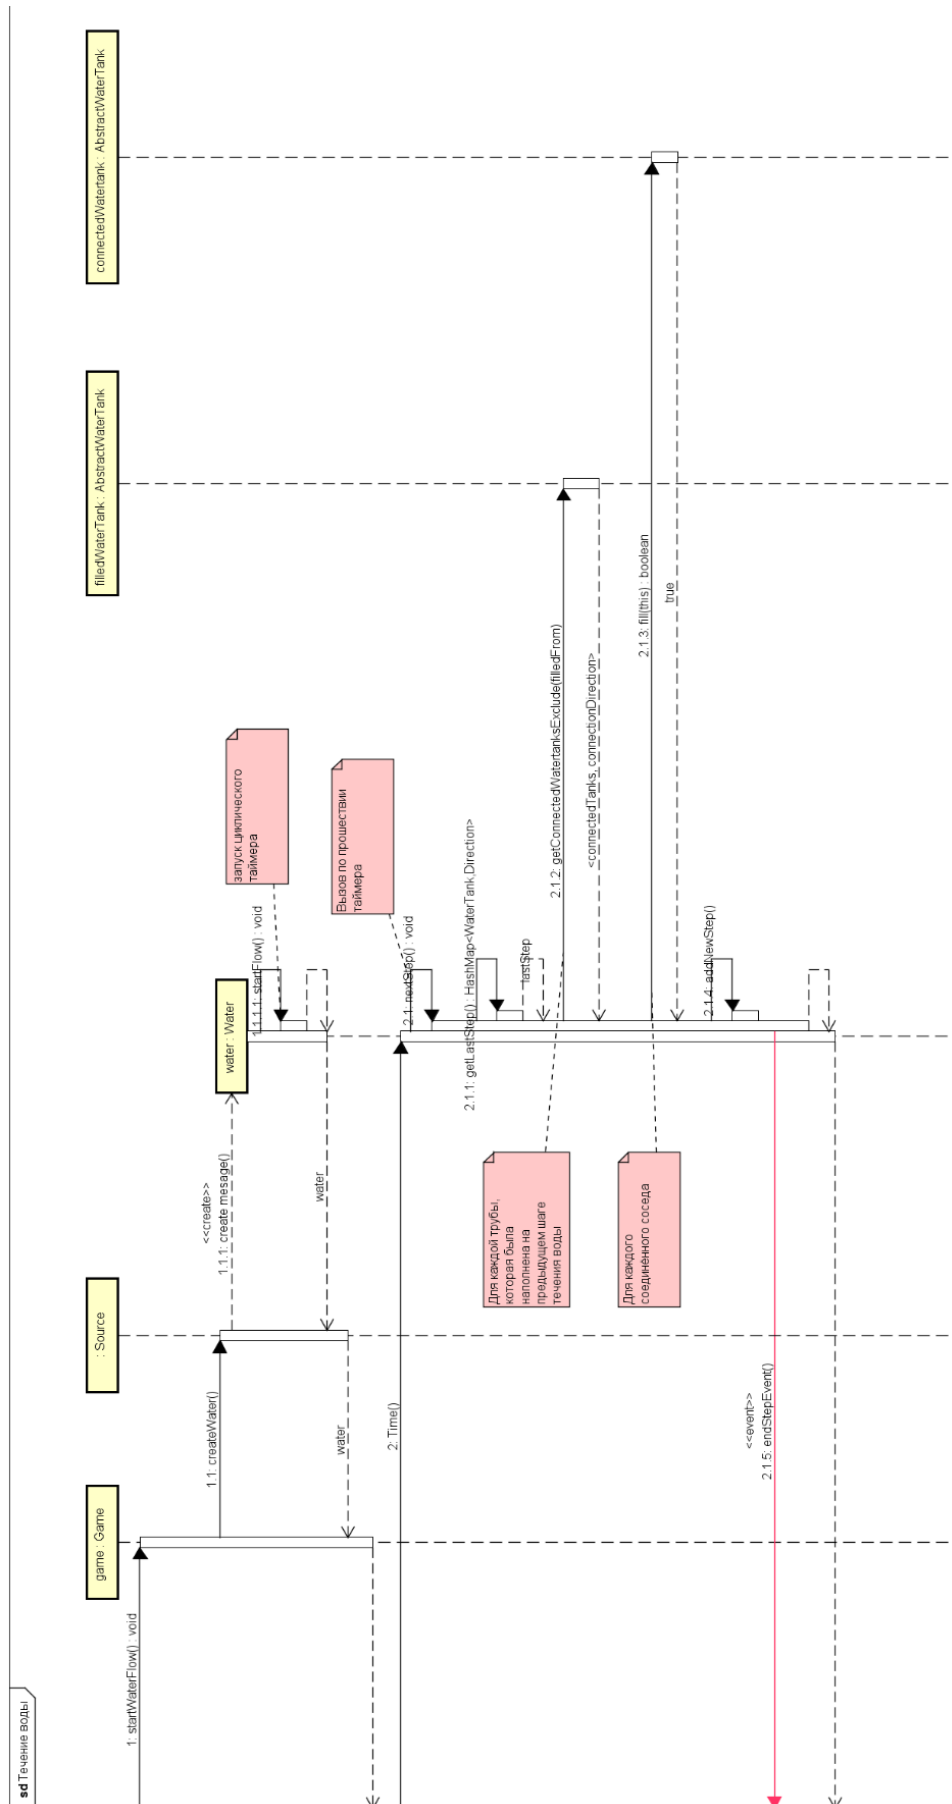 sd Течение воды
game : Game
: Source
water : Water
filledWaterTank : AbstractWaterTank
connectedWatertank : AbstractWaterTank
1: startWaterFlow() : void
1.1: createWater()
<<create>>
1.1.1: create mesage()
1.1.1.1: startFlow() : void
запуск циклического
таймера
water
water
2: Time()
2.1: nextStep() : void
Вызов по прошествии
таймера
2.1.1: getLastStep() : HashMap<WaterTank,Direction>
lastStep
Для каждой трубы,
которая была
наполнена на
предыдущем шаге
течения воды
2.1.2: getConnectedWatertanksExclude(filledFrom)
<connectedTanks, connectionDirection>
Для каждого
соединённого соседа
2.1.3: fill(this) : boolean
true
2.1.4: addNewStep()
<<event>>
2.1.5: endStepEvent()